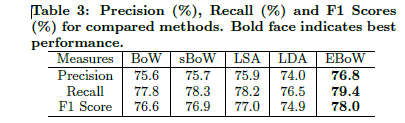 Table 3: Precision (%), Recall (%) and F1 Scores
(%) for compared methods. Bold face indicates best
performance.
Measures BoW sBoW LSA LDA EBoW
Precision 75.6 75.7 75.9 74.0 76.8
Recall 77.8 78.3 78.2 76.5 79.4
F1 Score 76.6 76.9 77.0 74.9 78.0